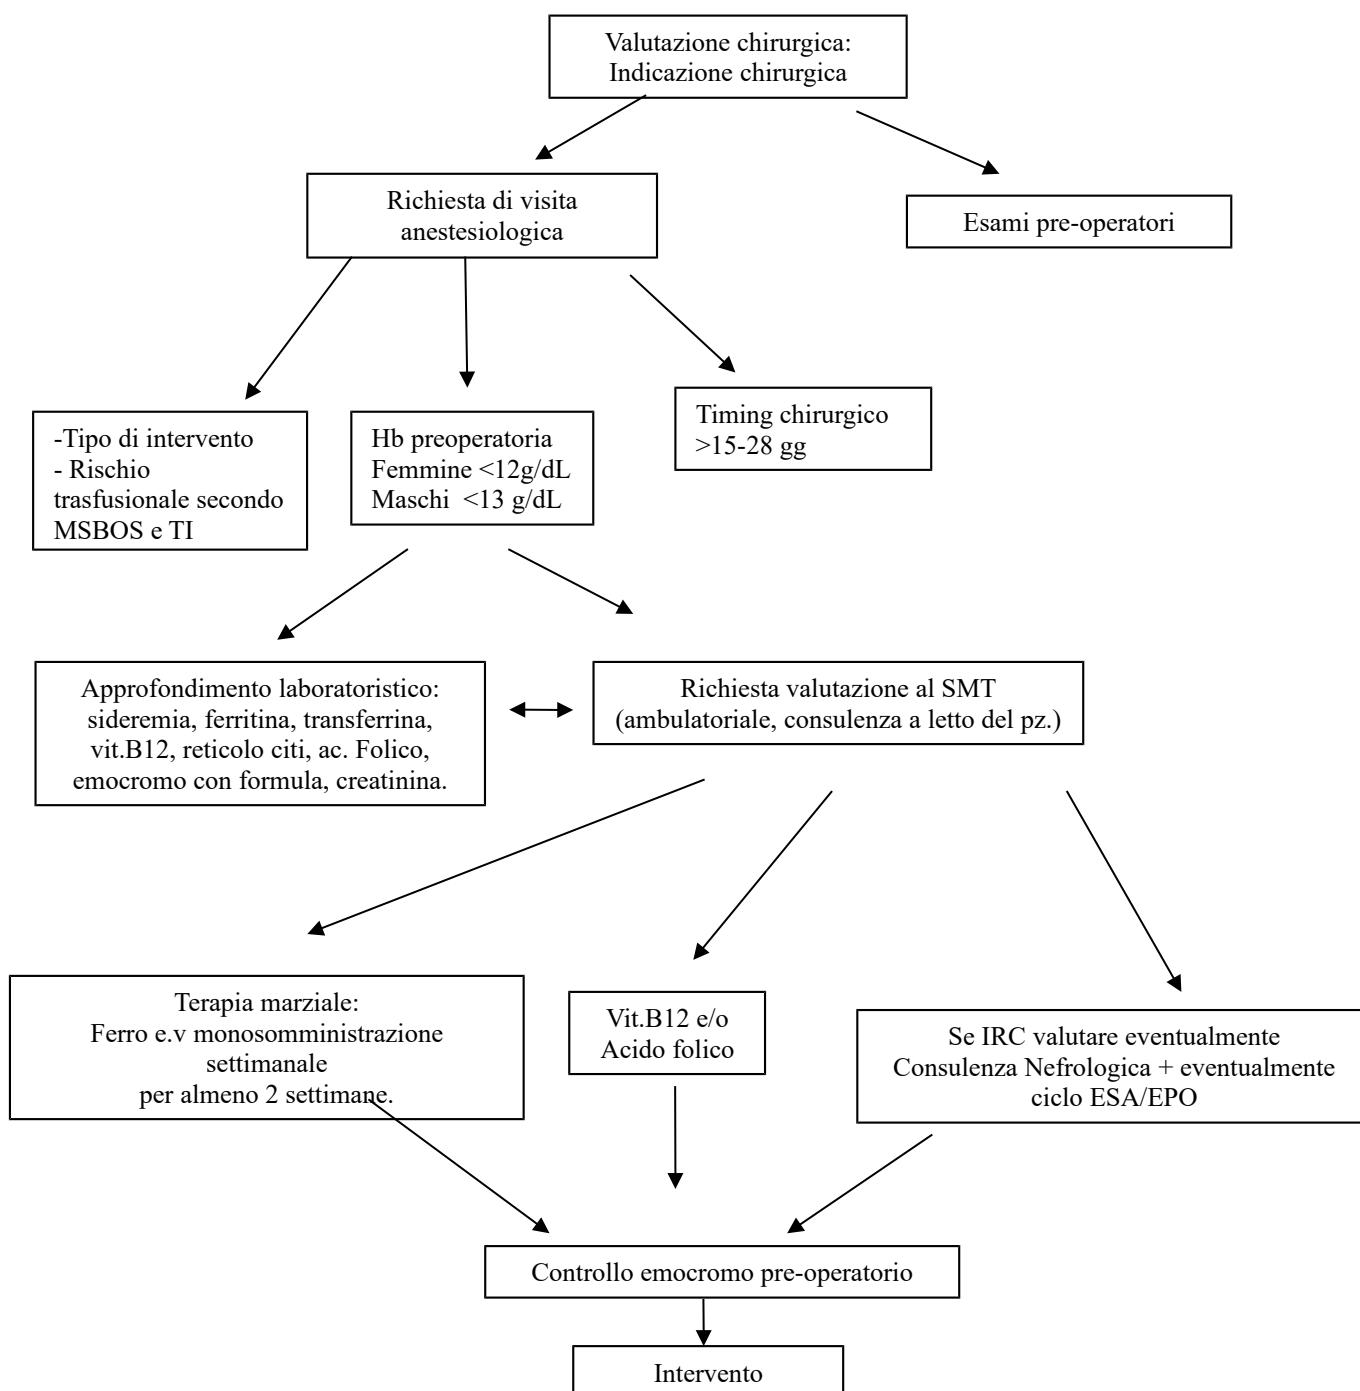 Valutazione chirurgica:
Indicazione chirurgica
Richiesta di visita
anestesiologica
Esami pre-operatori
-Tipo di intervento
- Rischio
trasfusionale secondo
MSBOS e TI
Hb preoperatoria
Femmine <12g/dL
Maschi  <13 g/dL
Timing chirurgico
>15-28 gg
Approfondimento laboratoristico:
sideremia, ferritina, transferrina,
vit.B12, reticolo citi, ac. Folico,
emocromo con formula, creatinina.
Richiesta valutazione al SMT
(ambulatoriale, consulenza a letto del pz.)
Terapia marziale:
Ferro e.v monosomministrazione
settimanale
per almeno 2 settimane.
Vit.B12 e/o
Acido folico
Se IRC valutare eventualmente
Consulenza Nefrologica + eventualmente
ciclo ESA/EPO
Controllo emocromo pre-operatorio
Intervento